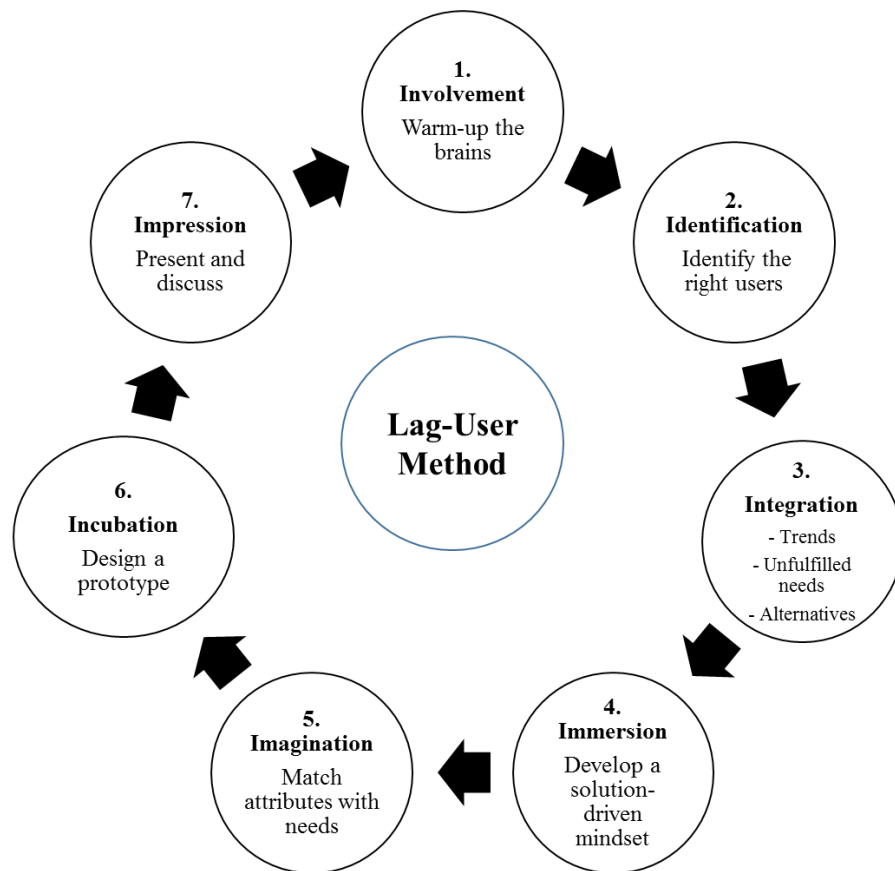 1.
Involvement
Warm-up the
brains
2.
Identification
Identify the
right users
3.
Integration
- Trends
- Unfulfilled
needs
- Alternatives
4.
Immersion
Develop a
solution-
driven
mindset
5.
Imagination
Match
attributes with
needs
6.
Incubation
Design a
prototype
7.
Impression
Present and
discuss
Lag-User
Method